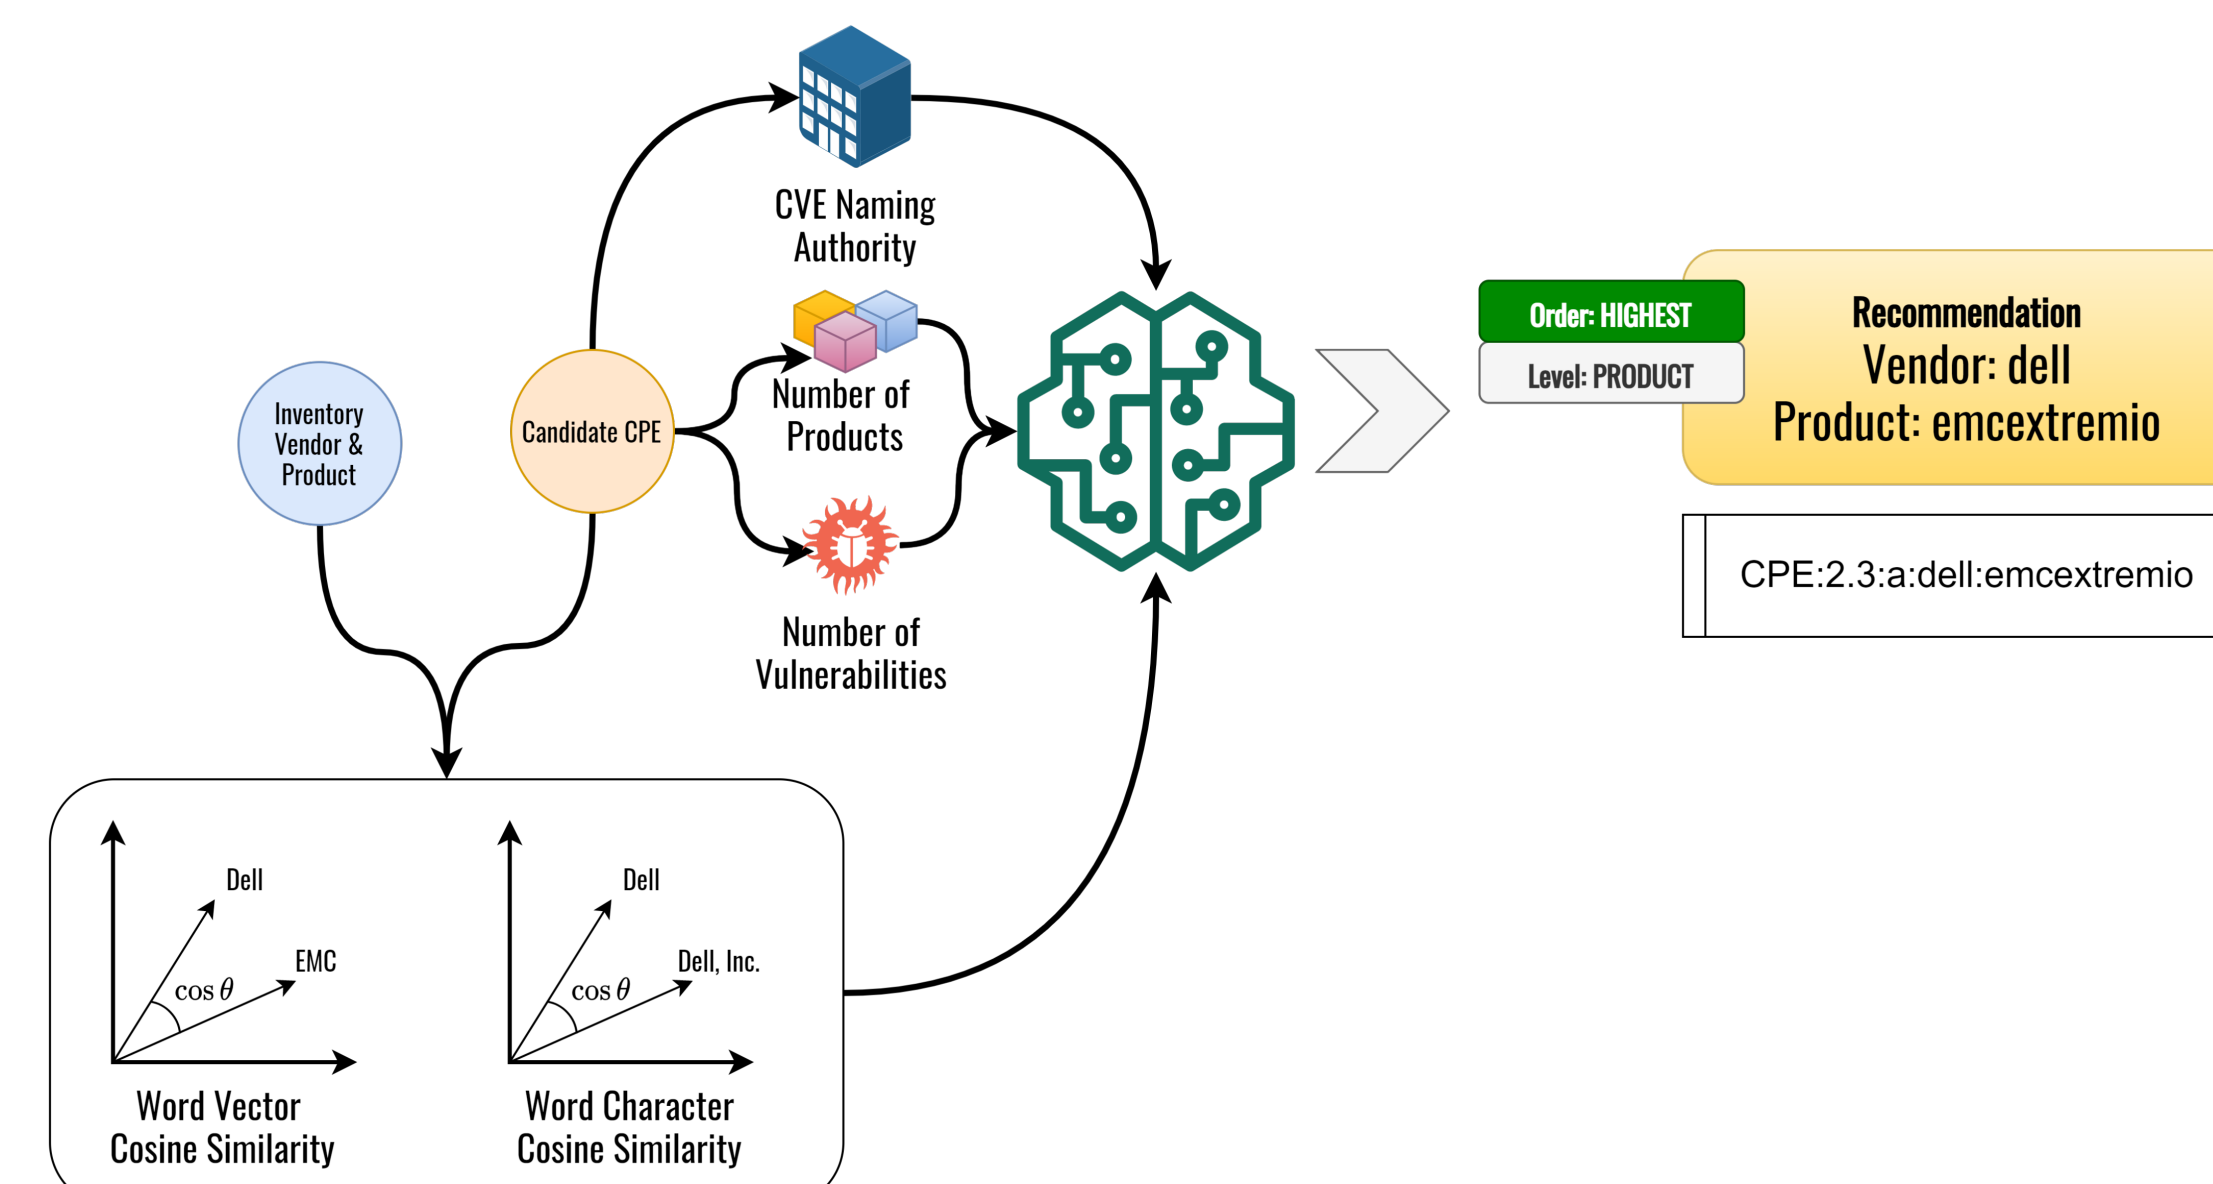 CVE Naming
Authority
Number of
Products
Inventory
Vendor &
Product
Candidate CPE
Number of
Vulnerabilities
Order: HIGHEST
Level: PRODUCT
Recommendation
Vendor: dell
Product: emcextremio
CPE:2.3:a:dell:emcextremio
Dell
EMC
cos θ
Word Vector
Cosine Similarity
Dell
Dell, Inc.
cos θ
Word Character
Cosine Similarity